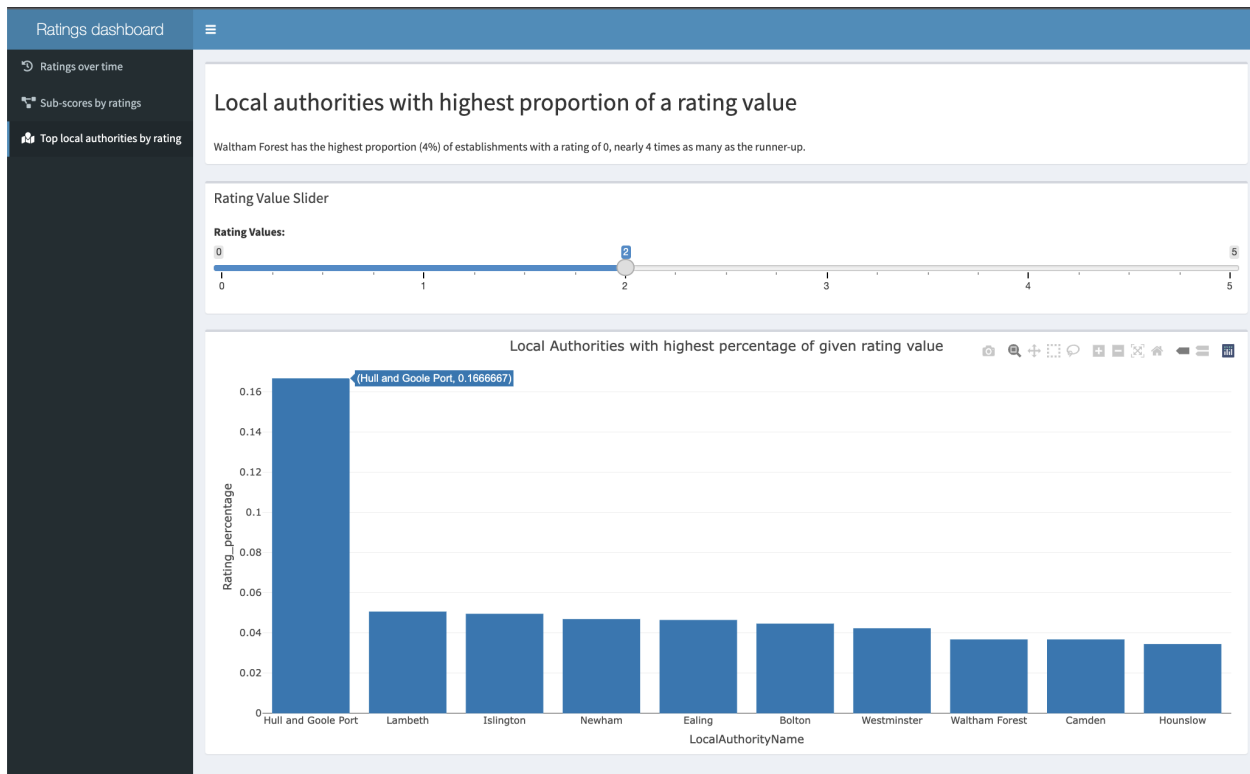 Ratings dashboard
Ratings over time
Sub-scores by ratings
Top local authorities by rating
Local authorities with highest proportion of a rating value
Waltham Forest has the highest proportion (4%) of establishments with a rating of 0, nearly 4 times as many as the runner-up.
Rating Value Slider
Rating Values:
0 2 5
0 1 2 3 4 5
Local Authorities with highest percentage of given rating value
(Hull and Goole Port, 0.1666667)
0.16
0.14
0.12
0.1
0.08
0.06
0.04
0.02
0
Rating_percentage
Hull and Goole Port Lambeth Islington Newham Ealing Bolton Westminster Waltham Forest Camden Hounslow
LocalAuthorityName